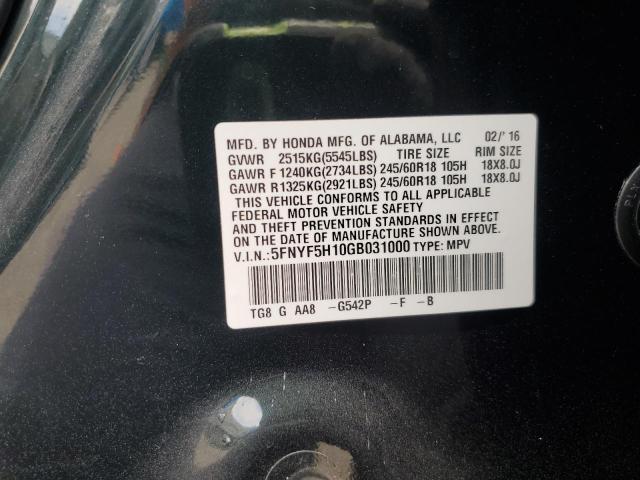 MFD. BY HONDA MFG. OF ALABAMA, LLC 02/' 16
GVWR 2515KG(5545LBS) TIRE SIZE RIM SIZE
GAWR F 1240KG(2734LBS) 245/60R18 105H 18X8.0J
GAWR R 1325KG(2921LBS) 245/60R18 105H 18X8.0J
THIS VEHICLE CONFORMS TO ALL APPLICABLE
FEDERAL MOTOR VEHICLE SAFETY
AND THEFT PREVENTION STANDARDS IN EFFECT
ON THE DATE OF MANUFACTURE SHOWN ABOVE.
V.I.N.: 5FNYF5H10GB031000 TYPE: MPV
TG8 G AA8 -G542P -F -B